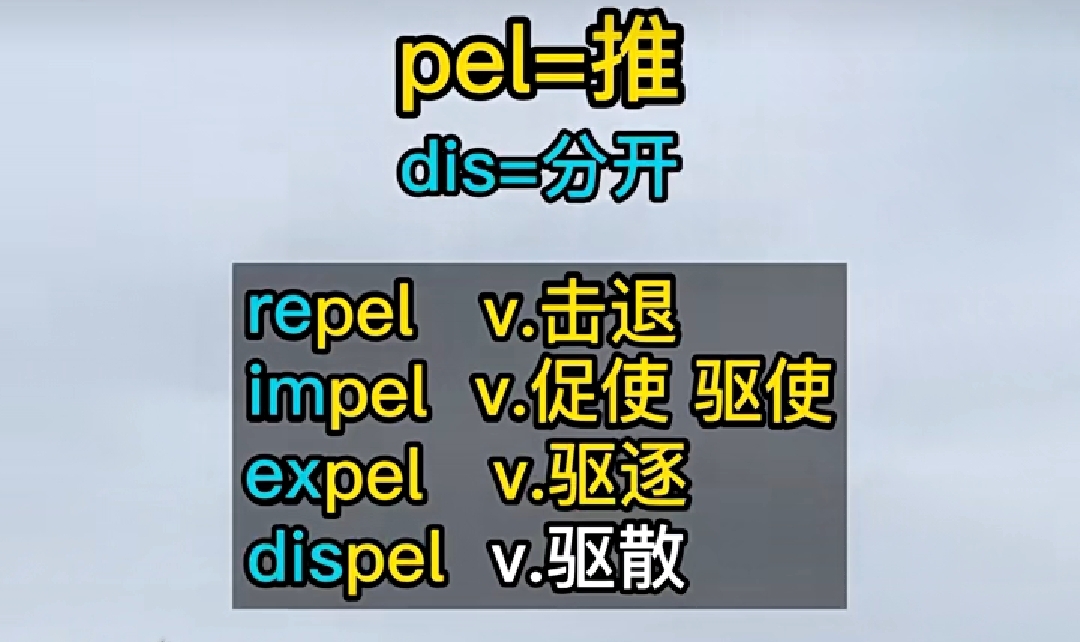 pel=推
dis=分开
repel v.击退
impel v.促使 驱使
expel v.驱逐
dispel v.驱散